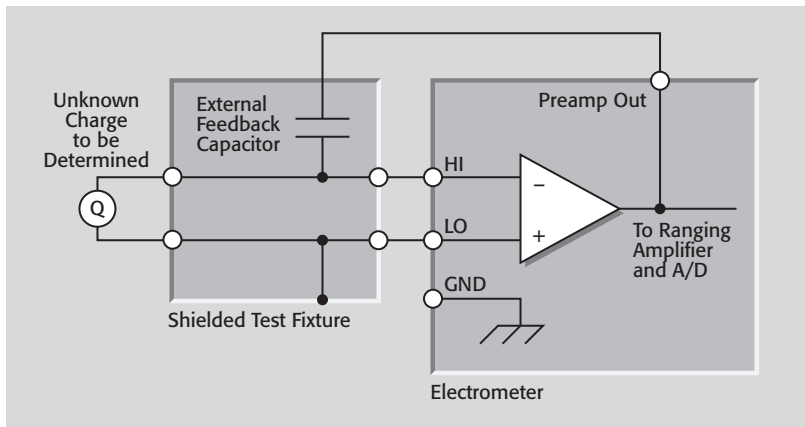 Unknown
Charge
to be
Determined
Q
External
Feedback
Capacitor
Shielded Test Fixture
Preamp Out
HI
–
LO
+
To Ranging
Amplifier
and A/D
GND
Electrometer